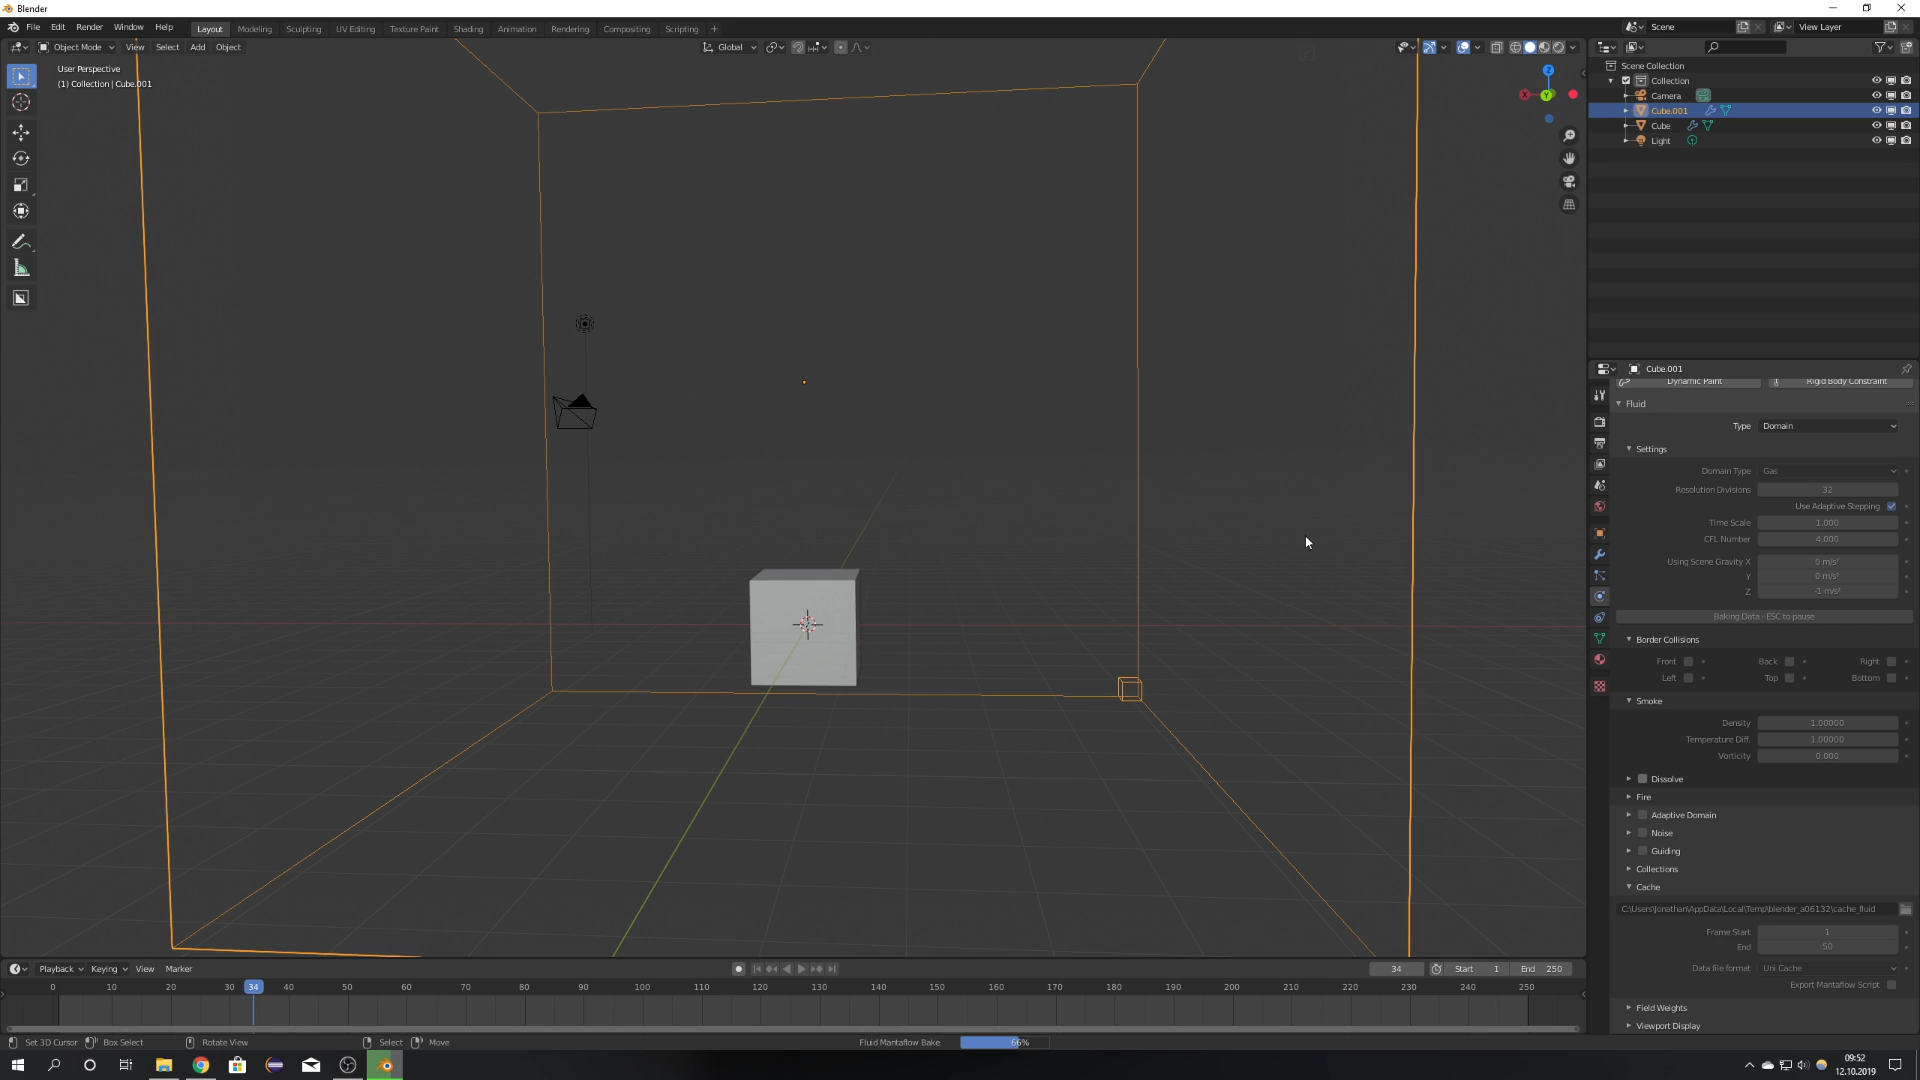 Blender
File Edit Render Window Help Layout Modeling Sculpting UV Editing Texture Paint Shading Animation Rendering Compositing Scripting + Scene View Layer
Object Mode View Select Add Object Global
User Perspective
(1) Collection | Cube.001
Z
X
Y
Scene Collection
Collection
Camera
Cube.001
Cube
Light
Cube.001
Dynamic Paint Rigid Body Constraint
Fluid
Type Domain
Settings
Domain Type Gas
Resolution Divisions 32
Use Adaptive Stepping
Time Scale 1.000
CFL Number 4.000
Using Scene Gravity X 0 m/s²
Y 0 m/s²
Z -1 m/s²
Baking Data - ESC to pause
Border Collisions
Front Back Right
Left Top Bottom
Smoke
Density 1.00000
Temperature Diff. 1.00000
Vorticity 0.000
Dissolve
Fire
Adaptive Domain
Noise
Guiding
Collections
Cache
C:\Users\Jonathan\AppData\Local\Temp\blender_a06132\cache_fluid
Frame Start 1
End 50
Data file format Uni Cache
Export Mantaflow Script
Field Weights
Viewport Display
Playback Keying View Marker 34 Start 1 End 250
0 10 20 30 34 40 50 60 70 80 90 100 110 120 130 140 150 160 170 180 190 200 210 220 230 240 250
Set 3D Cursor Box Select Rotate View Select Move Fluid Mantaflow Bake 66%
09:52
12.10.2019